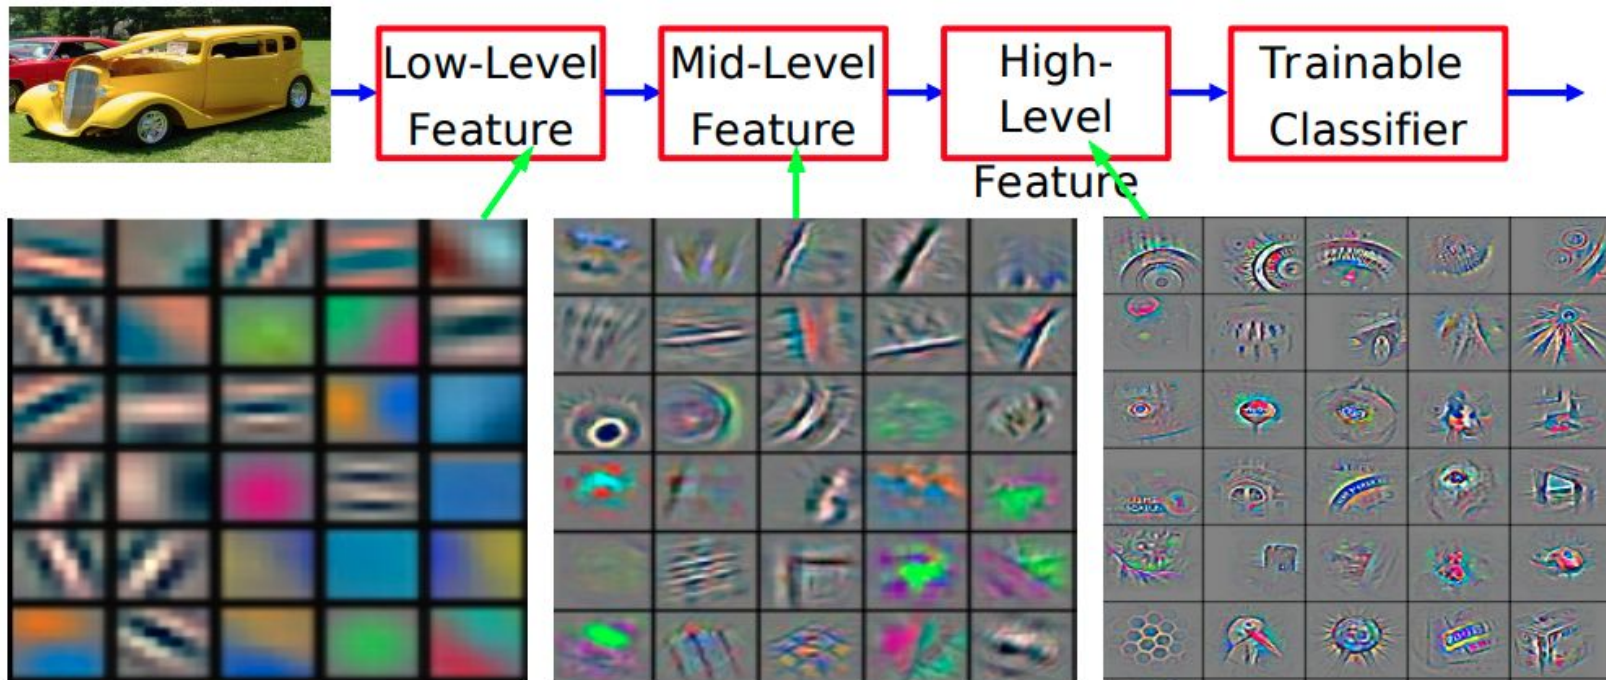 Low-Level
Feature
Mid-Level
Feature
High-
Level
Feature
Trainable
Classifier